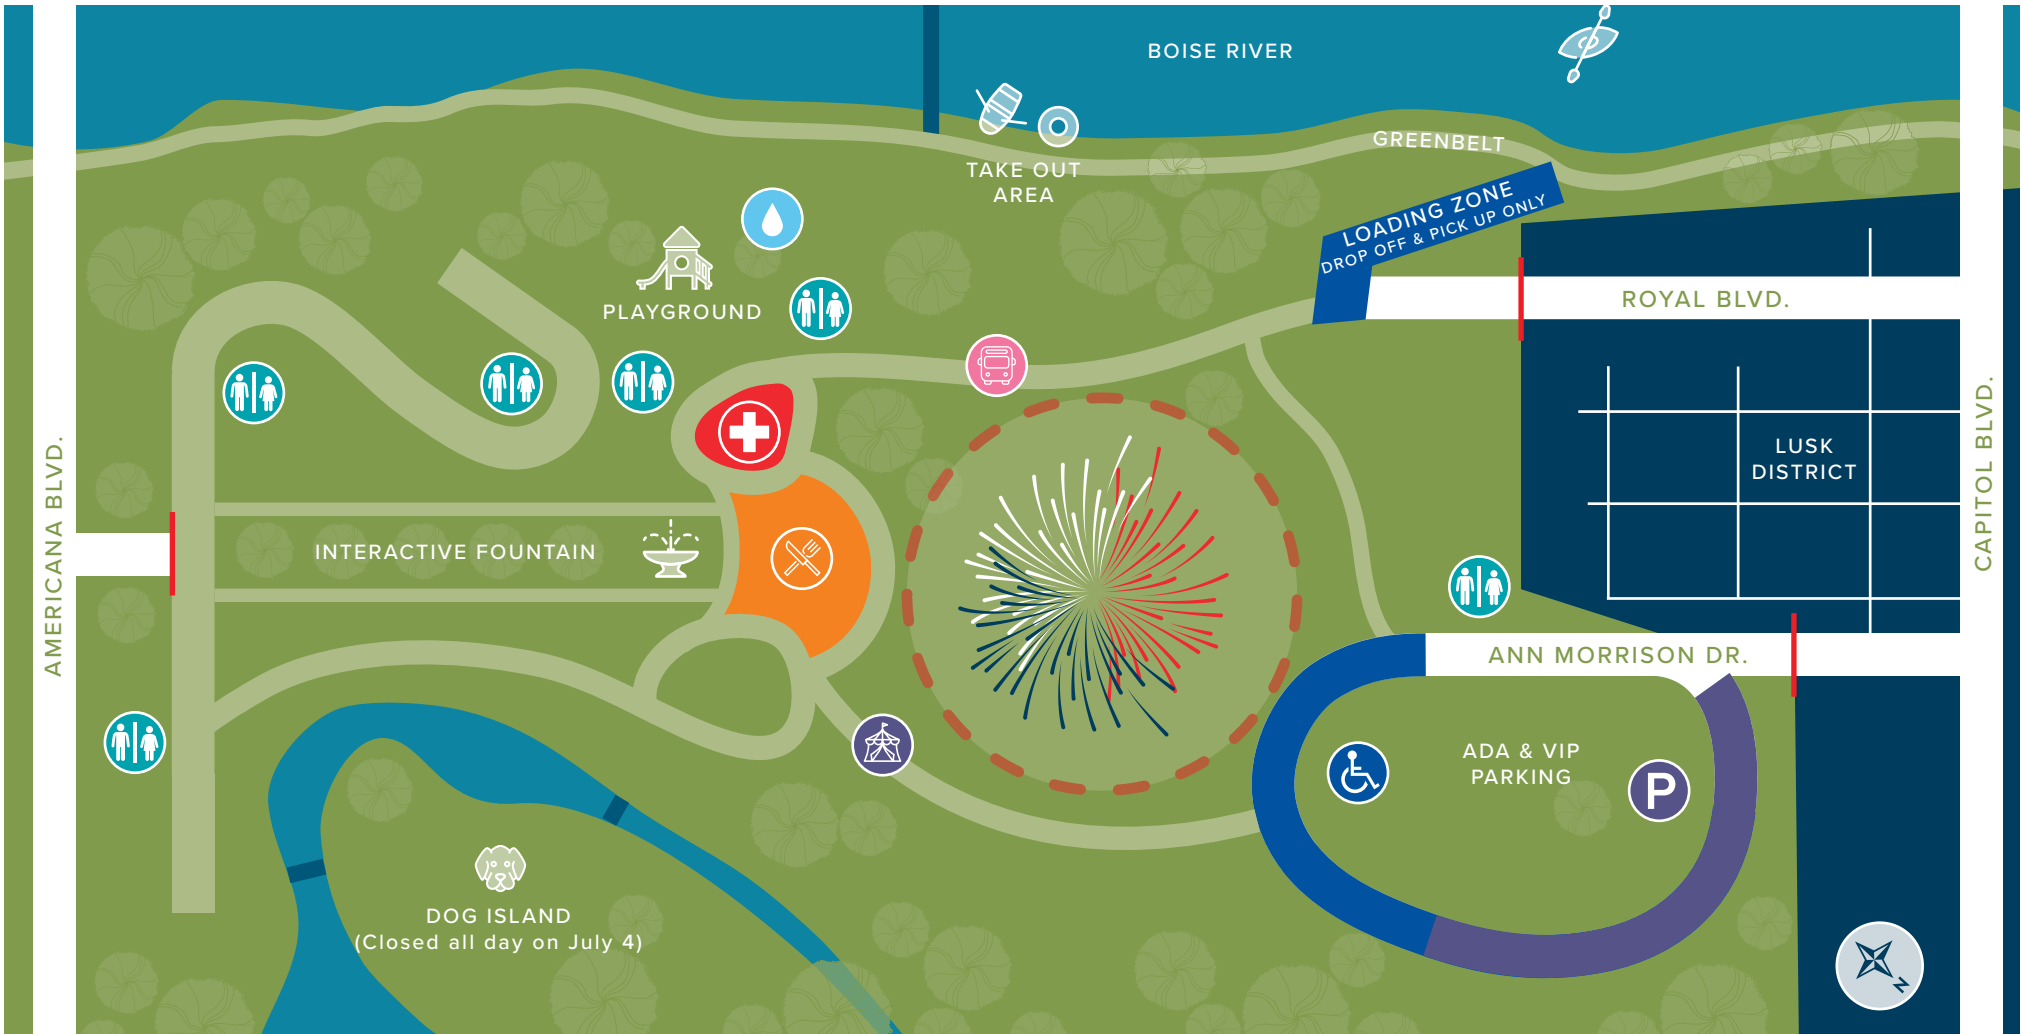 BOISE RIVER
GREENBELT
TAKE OUT
AREA
LOADING ZONE
DROP OFF & PICK UP ONLY
PLAYGROUND
ROYAL BLVD.
LUSK
DISTRICT
AMERICANA BLVD.
CAPITOL BLVD.
INTERACTIVE FOUNTAIN
ANN MORRISON DR.
ADA & VIP
PARKING
P
DOG ISLAND
(Closed all day on July 4)
N